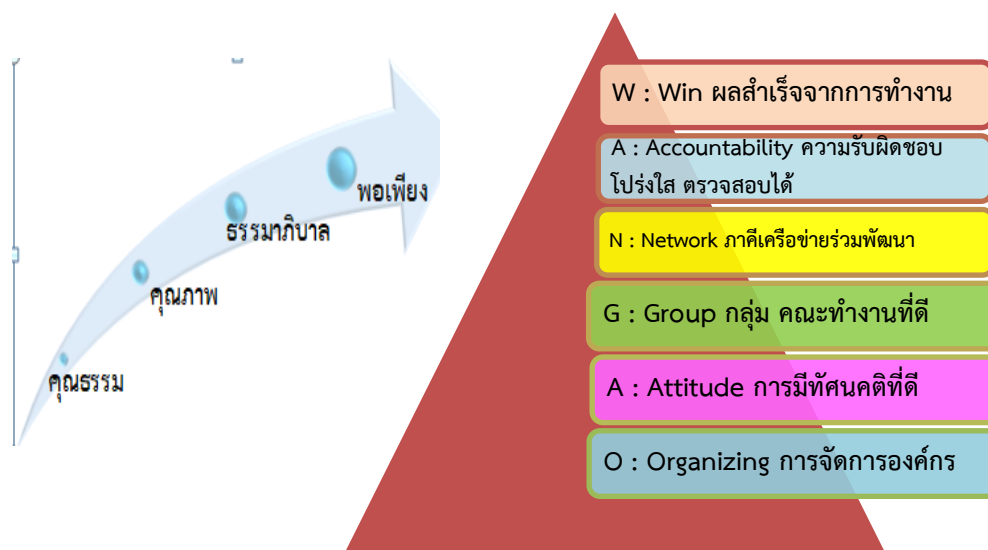 พอเพียง
ธรรมาภิบาล
คุณภาพ
คุณธรรม
W : Win ผลสำเร็จจากการทำงาน
A : Accountability ความรับผิดชอบ
โปร่งใส ตรวจสอบได้
N : Network ภาคีเครือข่ายร่วมพัฒนา
G : Group กลุ่ม คณะทำงานที่ดี
A : Attitude การมีทัศนคติที่ดี
O : Organizing การจัดการองค์กร